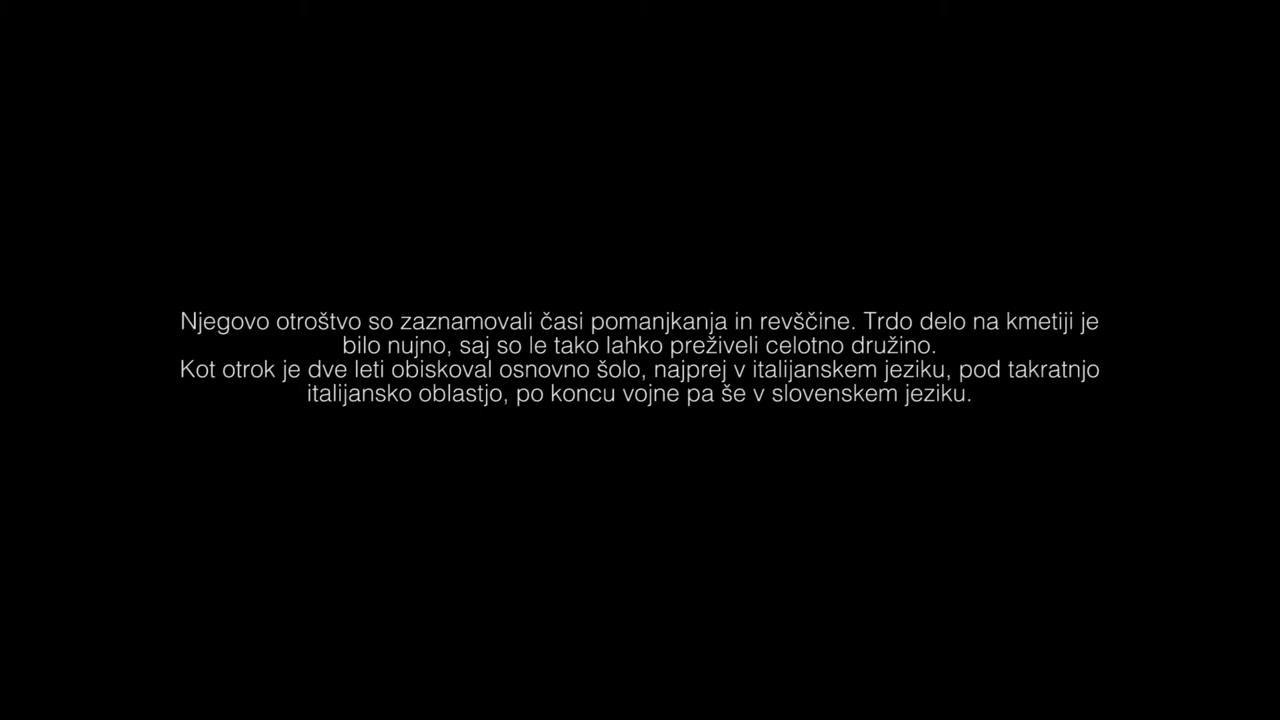 Njegovo otroštvo so zaznamovali časi pomanjkanja in revščine. Trdo delo na kmetiji je
bilo nujno, saj so le tako lahko preživeli celotno družino.
Kot otrok je dve leti obiskoval osnovno šolo, najprej v italijanskem jeziku, pod takratnjo
italijansko oblastjo, po koncu vojne pa še v slovenskem jeziku.